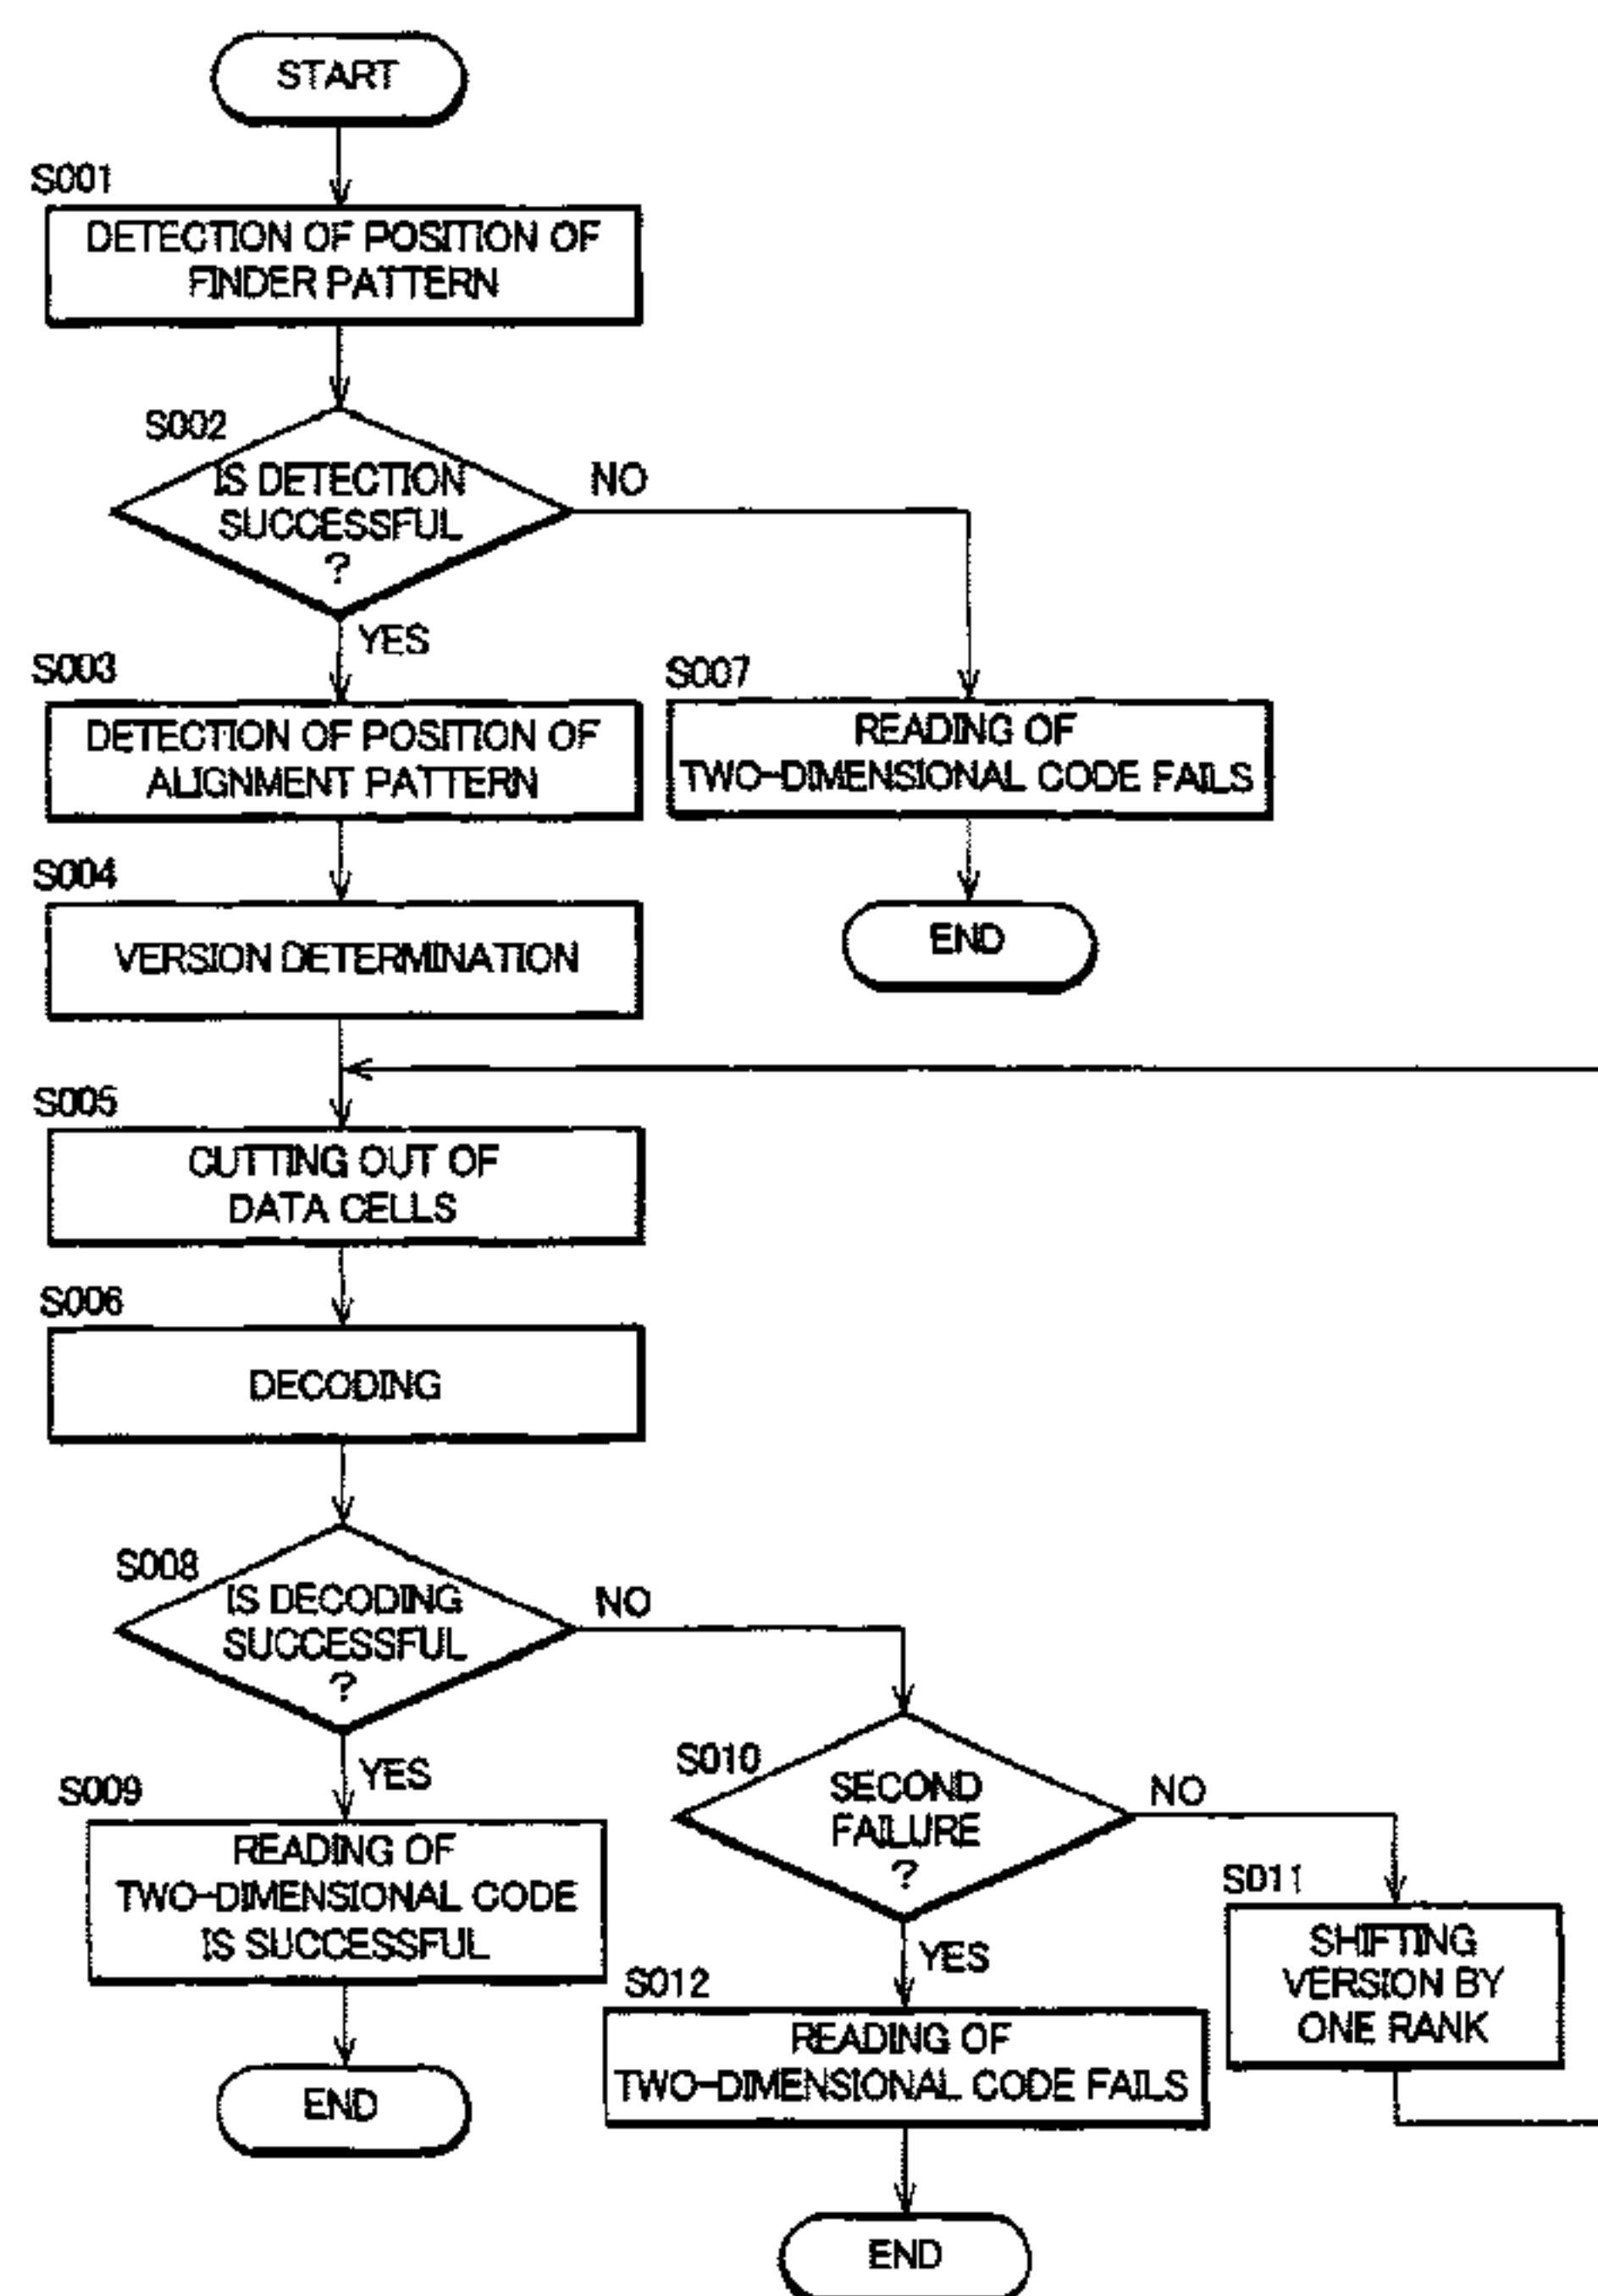 START
S001
DETECTION OF POSITION OF
FINDER PATTERN
S002
IS DETECTION
SUCCESSFUL
?
NO
YES
S003
DETECTION OF POSITION OF
ALIGNMENT PATTERN
S007
READING OF
TWO-DIMENSIONAL CODE FAILS
S004
VERSION DETERMINATION
END
S005
CUTTING OUT OF
DATA CELLS
S006
DECODING
S008
IS DECODING
SUCCESSFUL
?
NO
YES
S009
READING OF
TWO-DIMENSIONAL CODE
IS SUCCESSFUL
END
S010
SECOND
FAILURE
?
NO
YES
S011
SHIFTING
VERSION BY
ONE RANK
S012
READING OF
TWO-DIMENSIONAL CODE FAILS
END